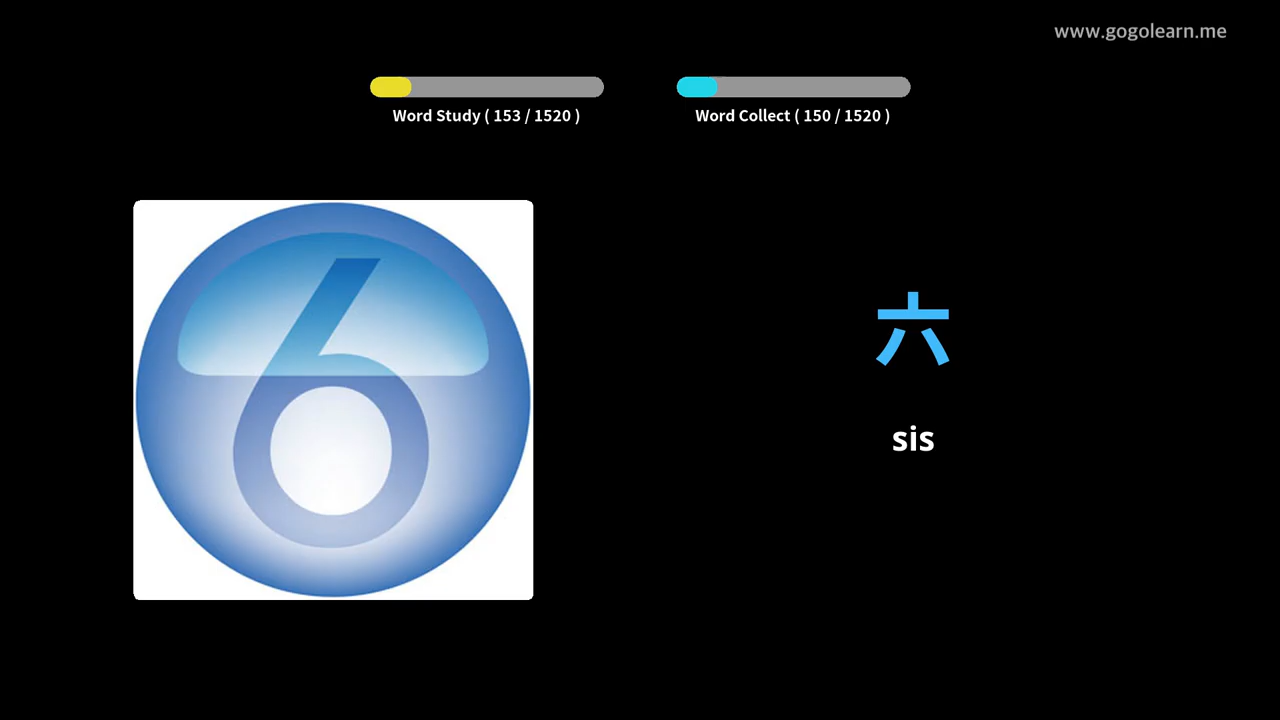 www.gogolearn.me
Word Study ( 153 / 1520 )
Word Collect ( 150 / 1520 )
6
六
sis